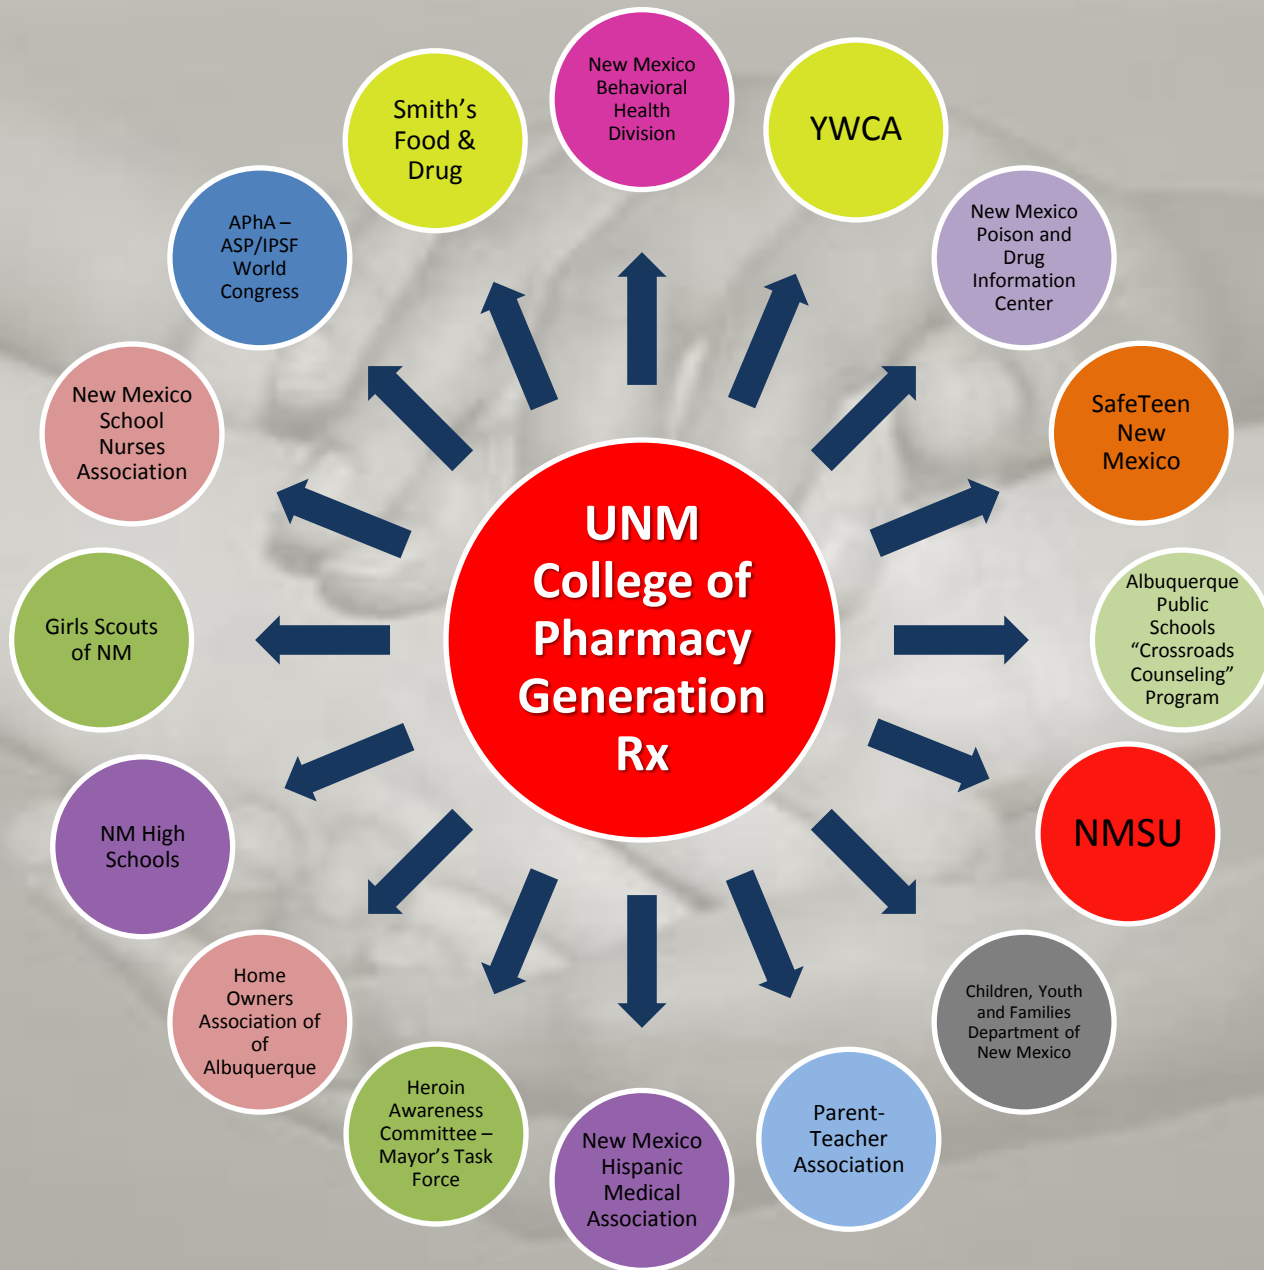 New Mexico
Behavioral
Health
Division
YWCA
New Mexico
Poison and
Drug
Information
Center
SafeTeen
New
Mexico
Albuquerque
Public
Schools
“Crossroads
Counseling”
Program
NMSU
Children, Youth
and Families
Department of
New Mexico
Parent-
Teacher
Association
New Mexico
Hispanic
Medical
Association
Heroin
Awareness
Committee –
Mayor’s Task
Force
Home
Owners
Association of
of
Albuquerque
NM High
Schools
Girls Scouts
of NM
New Mexico
School
Nurses
Association
APhA –
ASP/IPSF
World
Congress
Smith’s
Food &
Drug
UNM
College of
Pharmacy
Generation
Rx